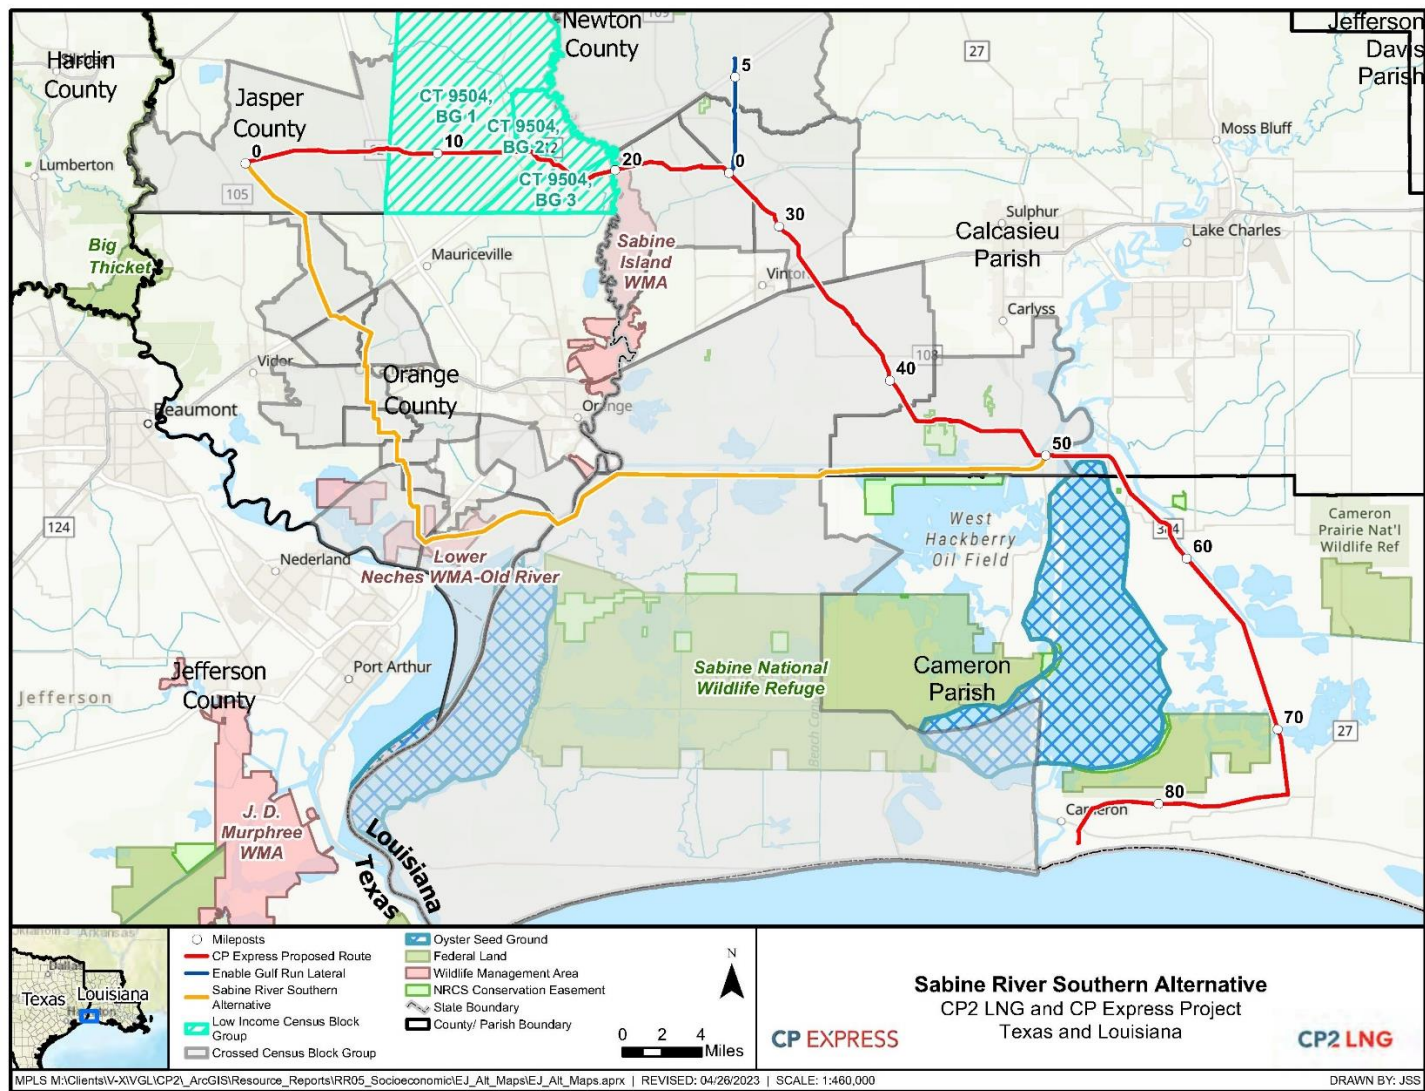 Newton
County
Jefferson
Davis
Parish
Hardin
County
109
27
5
Jasper
County
CT 9504,
BG 1
CT 9504,
BG 2
CT 9504,
BG 3
Moss Bluff
Lumberton
0
10
20
0
105
30
Sulphur
Calcasieu
Parish
Lake Charles
Big
Thicket
Mauriceville
Sabine
Island
WMA
Vinton
Carlyss
Vidor
Orange
County
Orange
108
40
Beaumont
50
124
West
Hackberry
Oil Field
Cameron
Prairie Nat'l
Wildlife Ref
60
Nederland
Lower
Neches WMA-Old River
Port Arthur
Jefferson
County
Jefferson
Sabine National
Wildlife Refuge
Cameron
Parish
70
27
80
Cameron
J. D.
Murphree
WMA
Louisiana
Texas
Dallas
Texas
Louisiana
Mileposts
CP Express Proposed Route
Enable Gulf Run Lateral
Sabine River Southern
Alternative
Low Income Census Block
Group
Crossed Census Block Group
Oyster Seed Ground
Federal Land
Wildlife Management Area
NRCS Conservation Easement
State Boundary
County/ Parish Boundary
N
0 2 4
Miles
Sabine River Southern Alternative
CP2 LNG and CP Express Project
Texas and Louisiana
CP EXPRESS
CP2 LNG
MPLS M:\Clients\V-X\VGL\CP2\_ArcGIS\Resource_Reports\RR05_Socioeconomic\EJ_Alt_Maps\EJ_Alt_Maps.aprx | REVISED: 04/26/2023 | SCALE: 1:460,000
DRAWN BY: JSS